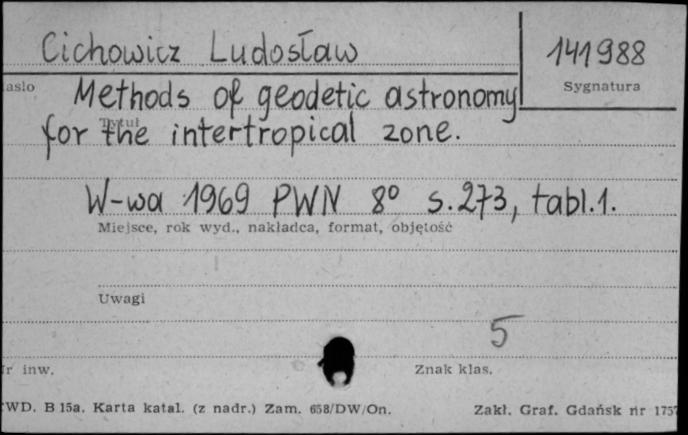 Cichowicz Ludosław
141988
Sygnatura
asło
Methods of geodetic astronomy
Tytuł
for the intertropical zone.
W-wa 1969 PWN 8° s.273, tabl.1.
Miejsce, rok wyd., nakładca, format, objętość
Uwagi
5
r inw.
Znak klas.
WD. B 15a. Karta katal. (z nadr.) Zam. 658/DW/On.
Zakł. Graf. Gdańsk nr 1757